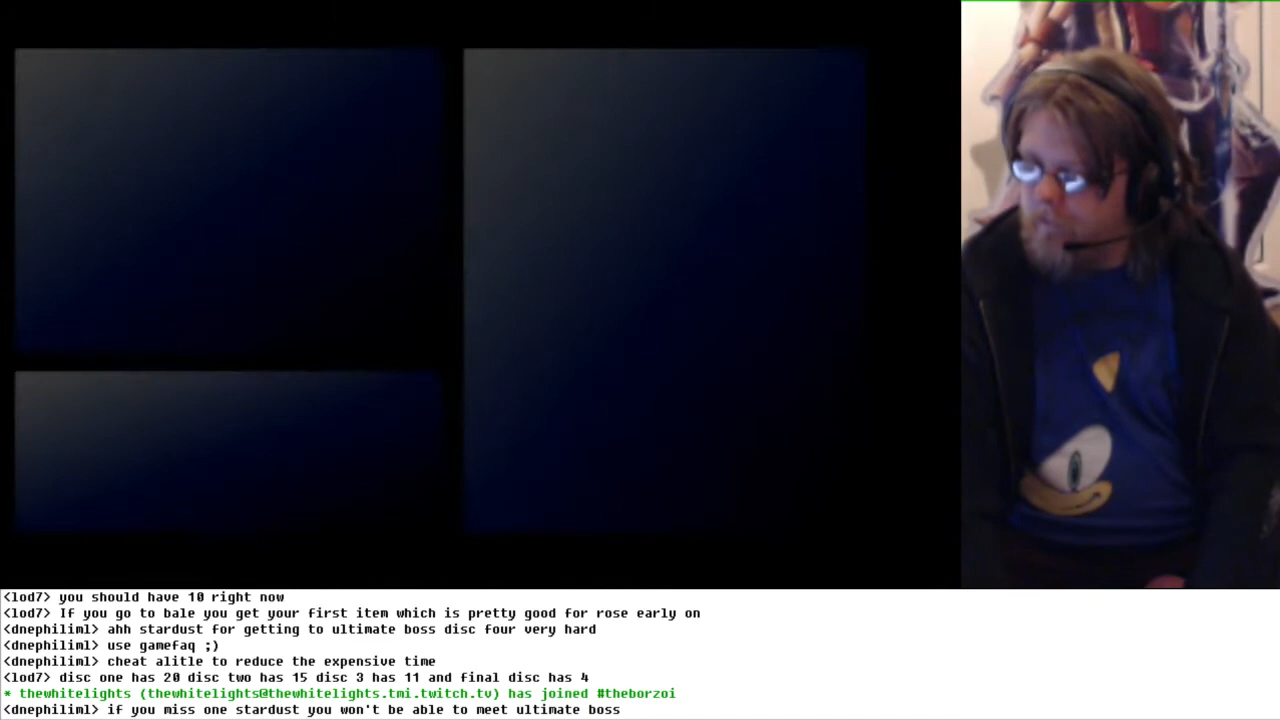 <lod7> you should have 10 right now
<lod7> If you go to bale you get your first item which is pretty good for rose early on
<dnephiliml> ahh stardust for getting to ultimate boss disc four very hard
<dnephiliml> use gamefaq ;)
<dnephiliml> cheat alitle to reduce the expensive time
<lod7> disc one has 20 disc two has 15 disc 3 has 11 and final disc has 4
* thewhitelights (thewhitelights@thewhitelights.tmi.twitch.tv) has joined #theborzoi
<dnephiliml> if you miss one stardust you won't be able to meet ultimate boss